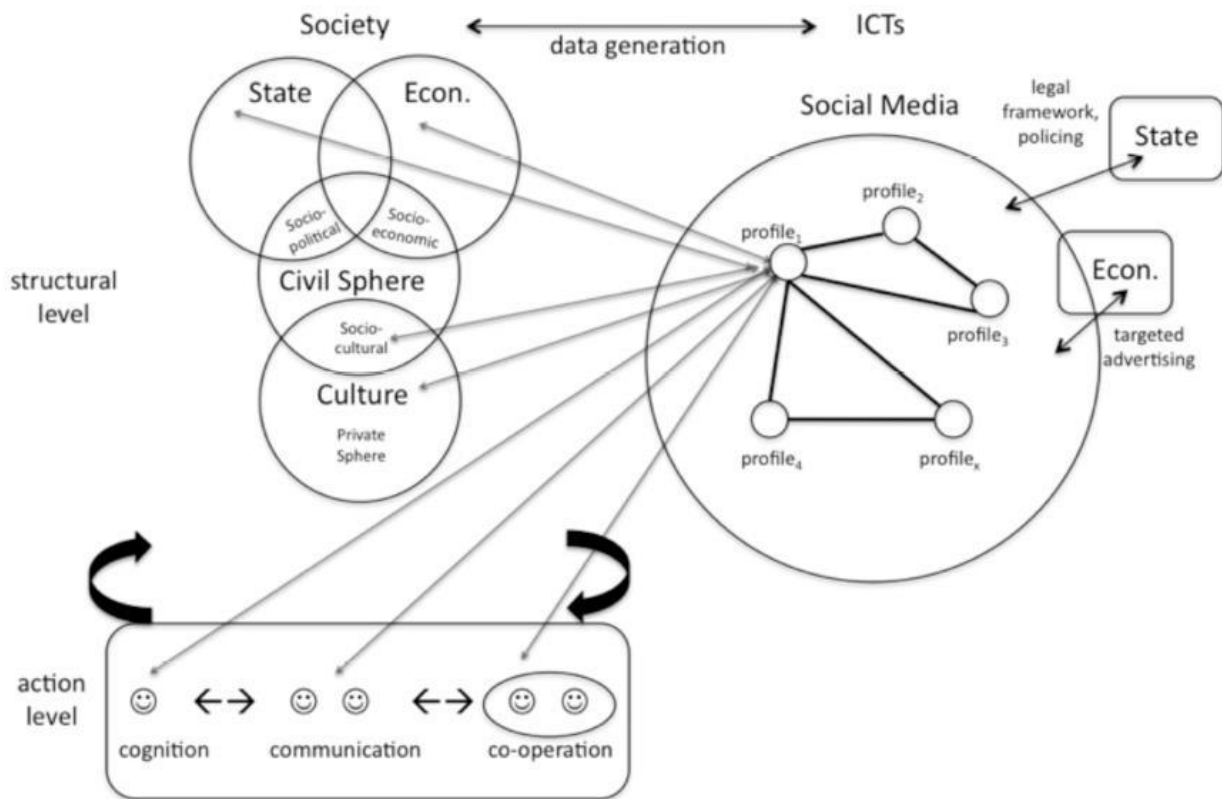 Society
data generation
ICTs
State
Econ.
Socio-
political
Socio-
economic
Civil Sphere
Socio-
cultural
Culture
Private
Sphere
structural
level
Social Media
profile₁
profile₂
profile₃
profile₄
profileₓ
legal
framework,
policing
State
Econ.
targeted
advertising
action
level
cognition
communication
co-operation